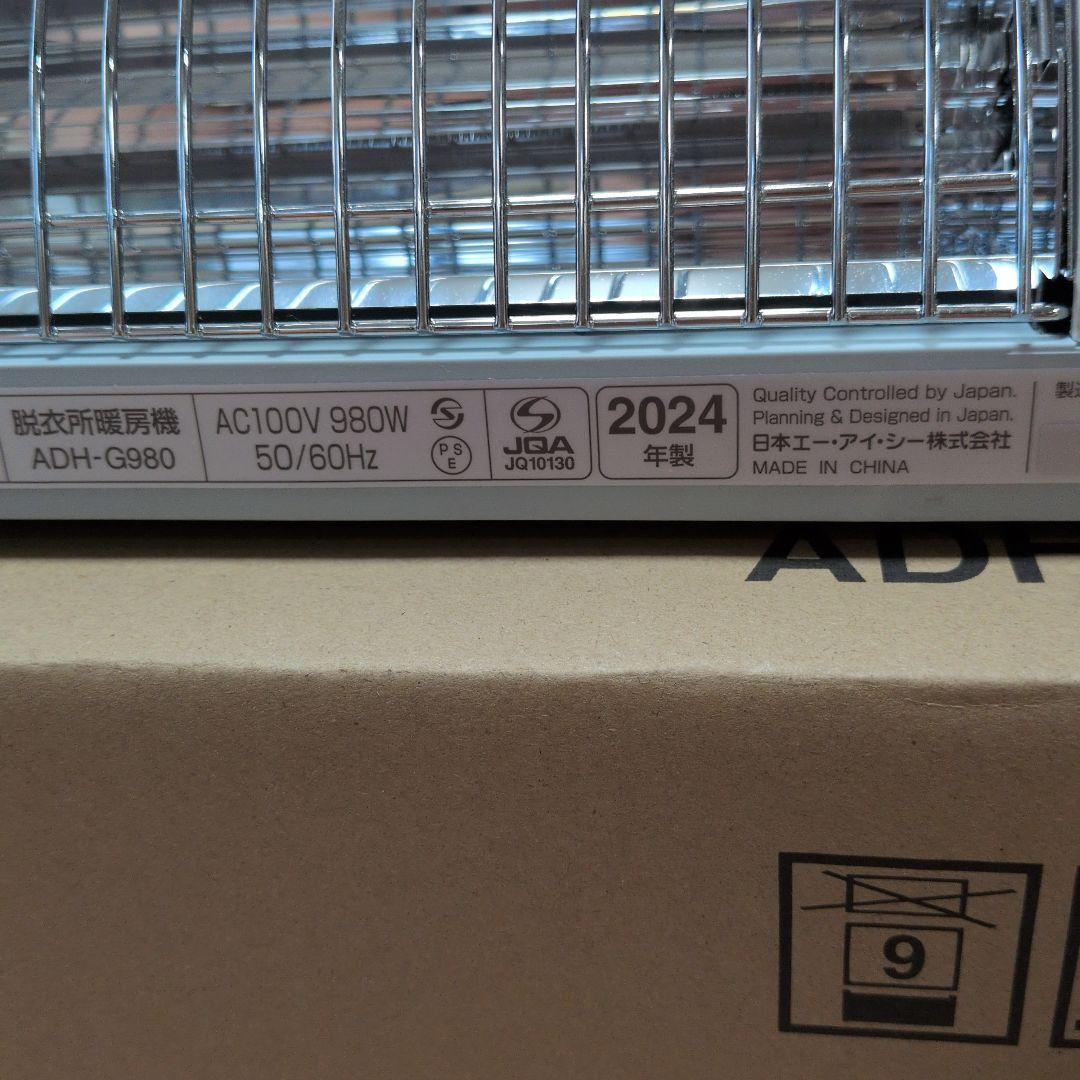 脱衣所暖房機
ADH-G980
AC100V 980W
50/60Hz
PS
E
JQA
JQ10130
2024
年製
Quality Controlled by Japan.
Planning & Designed in Japan.
日本エー・アイ・シー株式会社
MADE IN CHINA
9